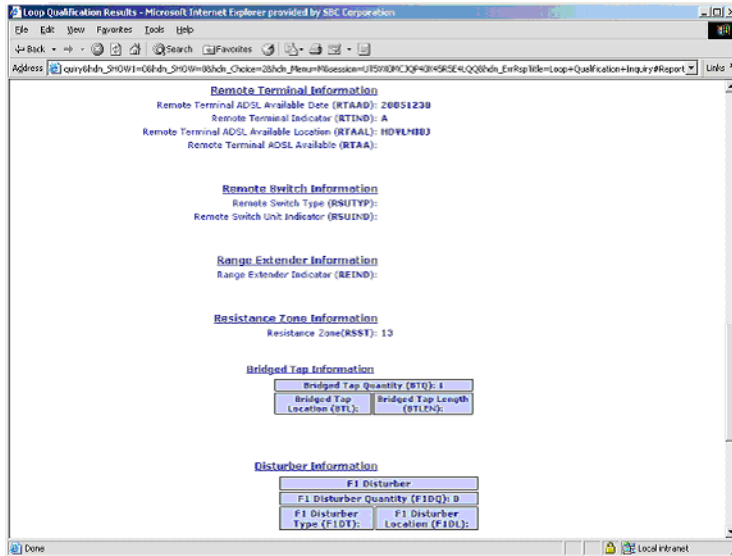 Loop Qualification Results - Microsoft Internet Explorer provided by SBC Corporation
File Edit View Favorites Tools Help
Back Search Favorites
Address Links
Remote Terminal Information
Remote Terminal ADSL Available Date (RTAAD): 20051230
Remote Terminal Indicator (RTIND): A
Remote Terminal ADSL Available Location (RTAAL):
Remote Terminal ADSL Available (RTAA):
Remote Switch Information
Remote Switch Type (RSUTYP):
Remote Switch Unit Indicator (RSUIND):
Range Extender Information
Range Extender Indicator (REIND):
Resistance Zone Information
Resistance Zone(RSST): 13
Bridged Tap Information
Bridged Tap Quantity (BTQ): 1
Bridged Tap Location (BTL):
Bridged Tap Length (BTLEN):
Disturber Information
F1 Disturber
F1 Disturber Quantity (F1DQ): 0
F1 Disturber Type (F1DT):
F1 Disturber Location (F1DL):
Done Local intranet